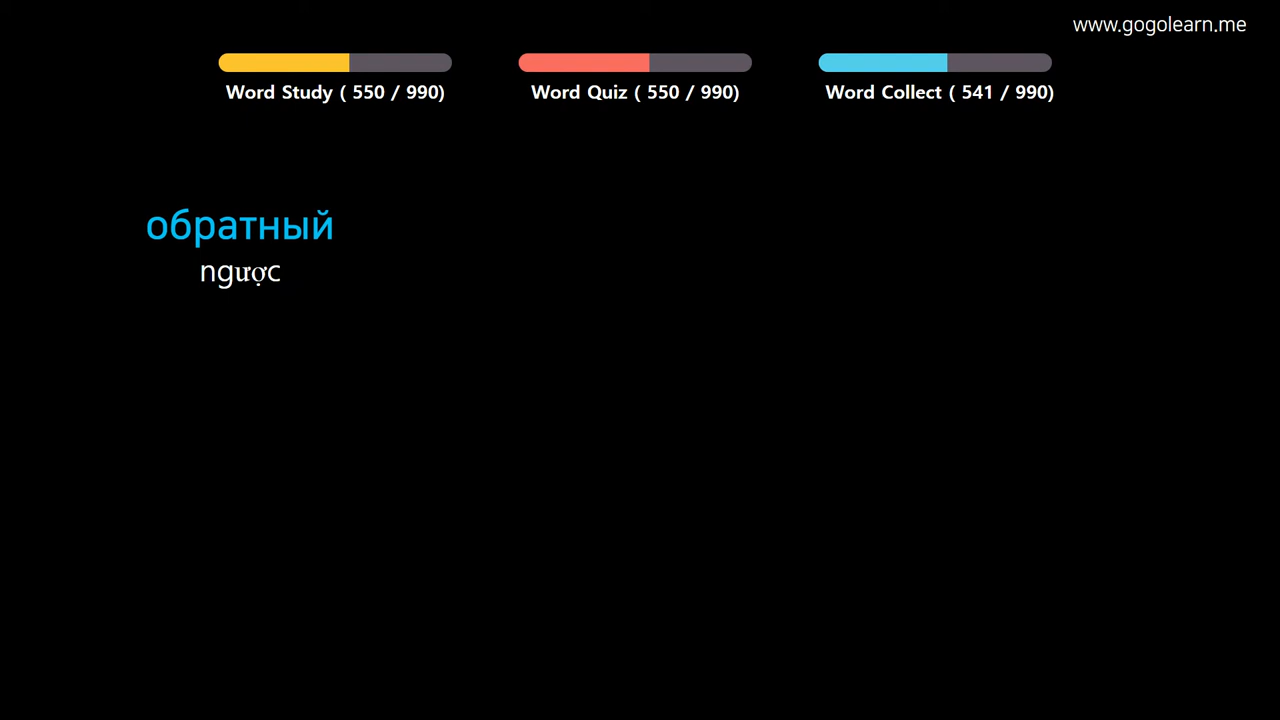 www.gogolearn.me
Word Study ( 550 / 990)
Word Quiz ( 550 / 990)
Word Collect ( 541 / 990)
обратный
ngược